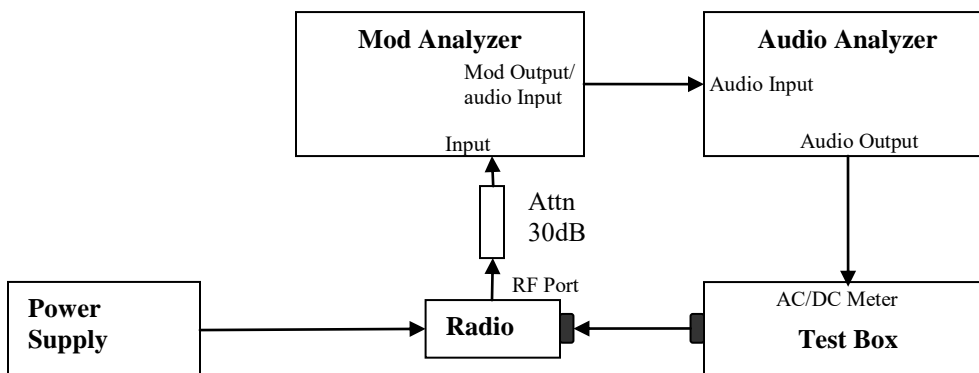 Mod Analyzer
Mod Output/
audio Input
Input
Audio Analyzer
Audio Input
Audio Output
Attn
30dB
RF Port
Power
Supply
Radio
AC/DC Meter
Test Box